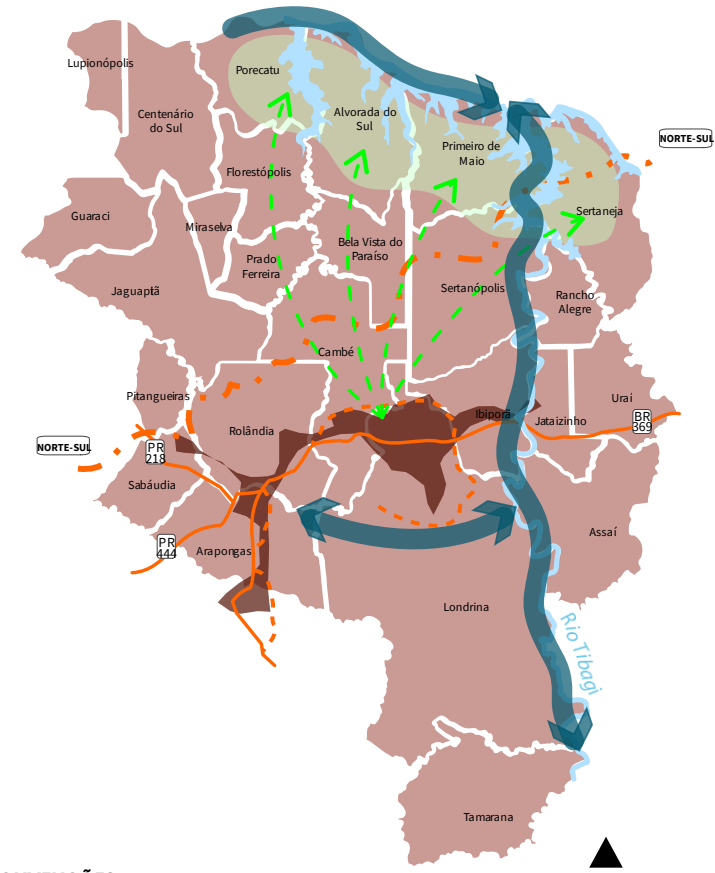 Lupionópolis
Porecatu
Centenário
do Sul
Alvorada do
Sul
NORTE-SUL
Primeiro de
Maio
Florestópolis
Guaraci
Sertaneja
Miraselva
Bela Vista do
Paraíso
Prado
Ferreira
Jaguapitã
Sertanópolis
Rancho
Alegre
Cambé
Pitangueiras
Uraí
Ibiporã
Jataizinho
BR
369
Rolândia
NORTE-SUL
PR
218
Sabáudia
Assaí
PR
444
Arapongas
Londrina
Rio Tibagi
Tamarana